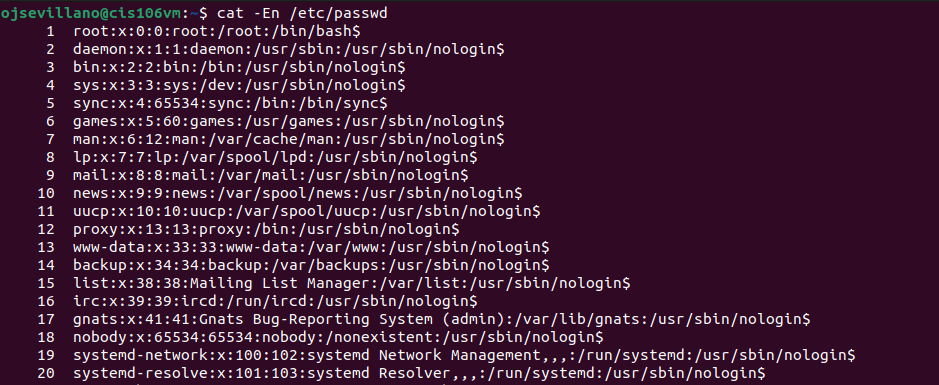 ojsevillano@cis106vm:~$ cat -En /etc/passwd
     1	root:x:0:0:root:/root:/bin/bash$
     2	daemon:x:1:1:daemon:/usr/sbin:/usr/sbin/nologin$
     3	bin:x:2:2:bin:/bin:/usr/sbin/nologin$
     4	sys:x:3:3:sys:/dev:/usr/sbin/nologin$
     5	sync:x:4:65534:sync:/bin:/bin/sync$
     6	games:x:5:60:games:/usr/games:/usr/sbin/nologin$
     7	man:x:6:12:man:/var/cache/man:/usr/sbin/nologin$
     8	lp:x:7:7:lp:/var/spool/lpd:/usr/sbin/nologin$
     9	mail:x:8:8:mail:/var/mail:/usr/sbin/nologin$
    10	news:x:9:9:news:/var/spool/news:/usr/sbin/nologin$
    11	uucp:x:10:10:uucp:/var/spool/uucp:/usr/sbin/nologin$
    12	proxy:x:13:13:proxy:/bin:/usr/sbin/nologin$
    13	www-data:x:33:33:www-data:/var/www:/usr/sbin/nologin$
    14	backup:x:34:34:backup:/var/backups:/usr/sbin/nologin$
    15	list:x:38:38:Mailing List Manager:/var/list:/usr/sbin/nologin$
    16	irc:x:39:39:ircd:/run/ircd:/usr/sbin/nologin$
    17	gnats:x:41:41:Gnats Bug-Reporting System (admin):/var/lib/gnats:/usr/sbin/nologin$
    18	nobody:x:65534:65534:nobody:/nonexistent:/usr/sbin/nologin$
    19	systemd-network:x:100:102:systemd Network Management,,,:/run/systemd:/usr/sbin/nologin$
    20	systemd-resolve:x:101:103:systemd Resolver,,,:/run/systemd:/usr/sbin/nologin$